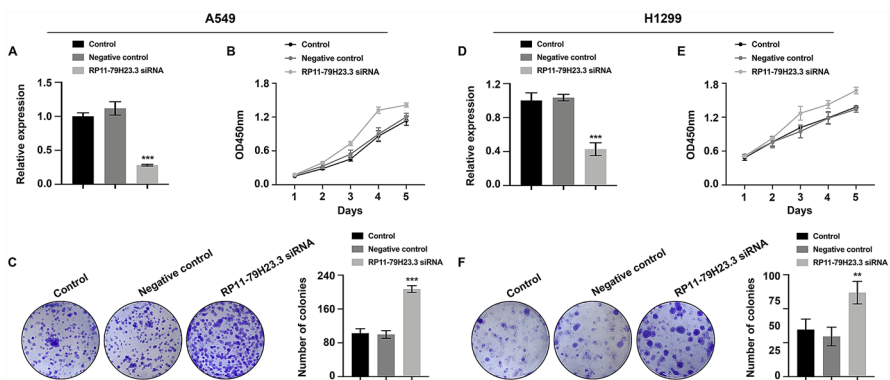 A549
H1299
A
Control
Negative control
RP11-79H23.3 siRNA
Relative expression
1.5
1.0
0.5
0.0
***
B
Control
Negative control
RP11-79H23.3 siRNA
OD450nm
1.8
1.2
0.6
0.0
1 2 3 4 5
Days
D
Control
Negative control
RP11-79H23.3 siRNA
Relative expression
1.2
0.8
0.4
0.0
***
E
Control
Negative control
RP11-79H23.3 siRNA
OD450nm
1.8
1.2
0.6
0.0
1 2 3 4 5
Days
C
Control
Negative control
RP11-79H23.3 siRNA
Control
Negative control
RP11-79H23.3 siRNA
Number of colonies
240
180
120
60
0
***
F
Control
Negative control
RP11-79H23.3 siRNA
Control
Negative control
RP11-79H23.3 siRNA
Number of colonies
100
75
50
25
0
**